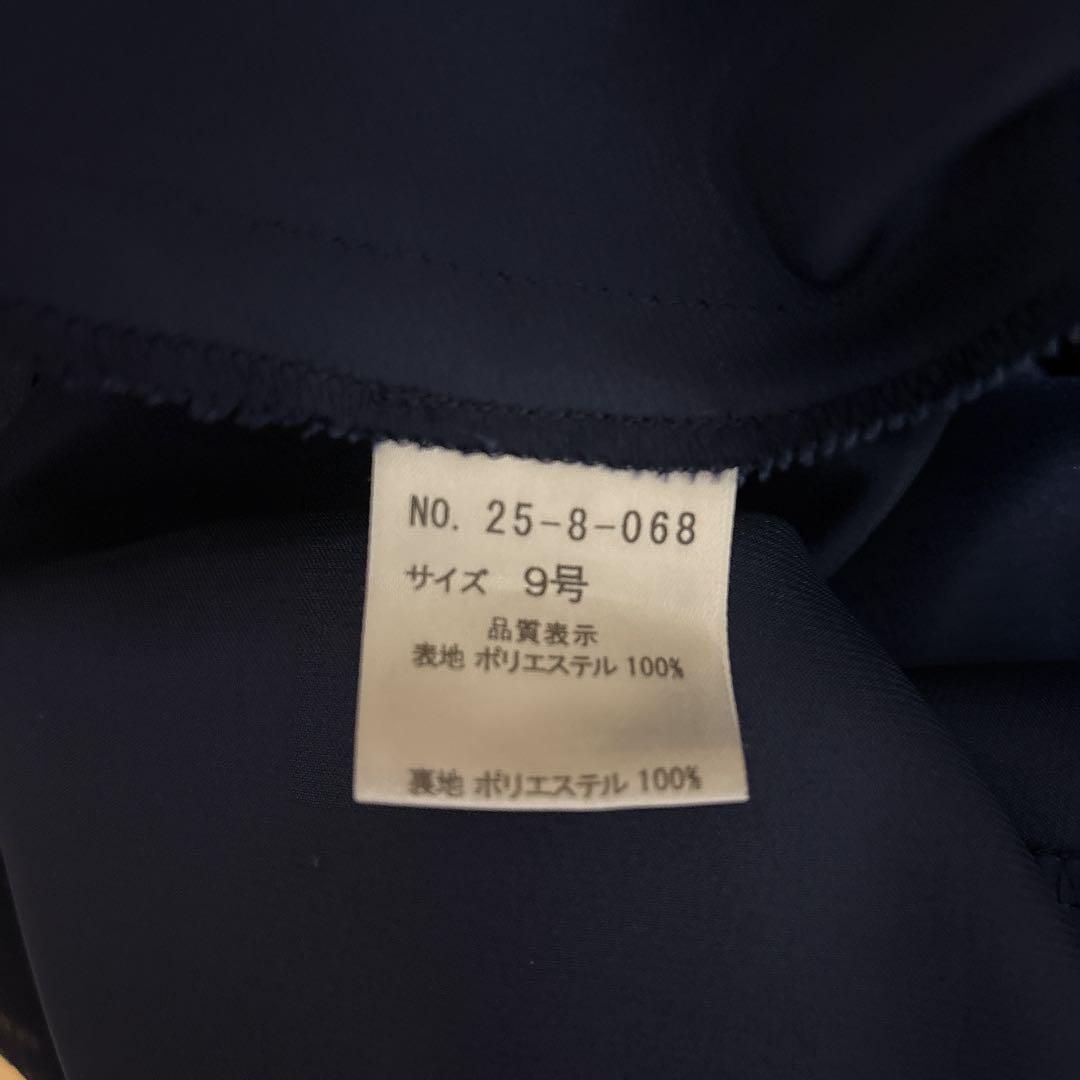 NO. 25-8-068
サイズ 9号
品質表示
表地 ポリエステル 100%
裏地 ポリエステル 100%